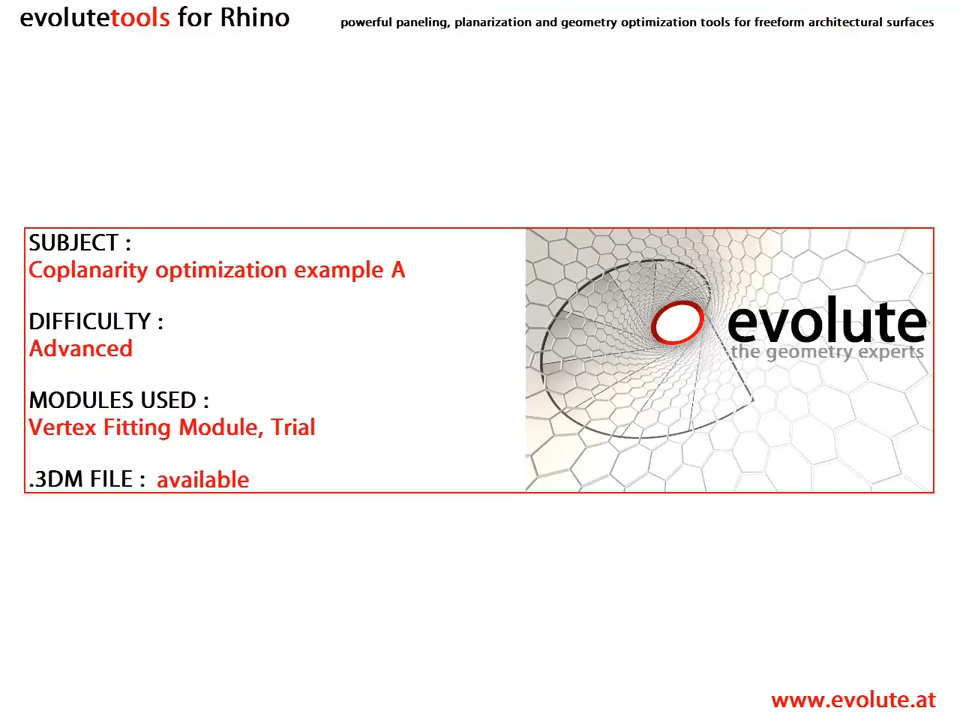 evolutetools for Rhino
powerful paneling, planarization and geometry optimization tools for freeform architectural surfaces
SUBJECT :
Coplanarity optimization example A
DIFFICULTY :
Advanced
MODULES USED :
Vertex Fitting Module, Trial
.3DM FILE : available
evolute
the geometry experts
www.evolute.at